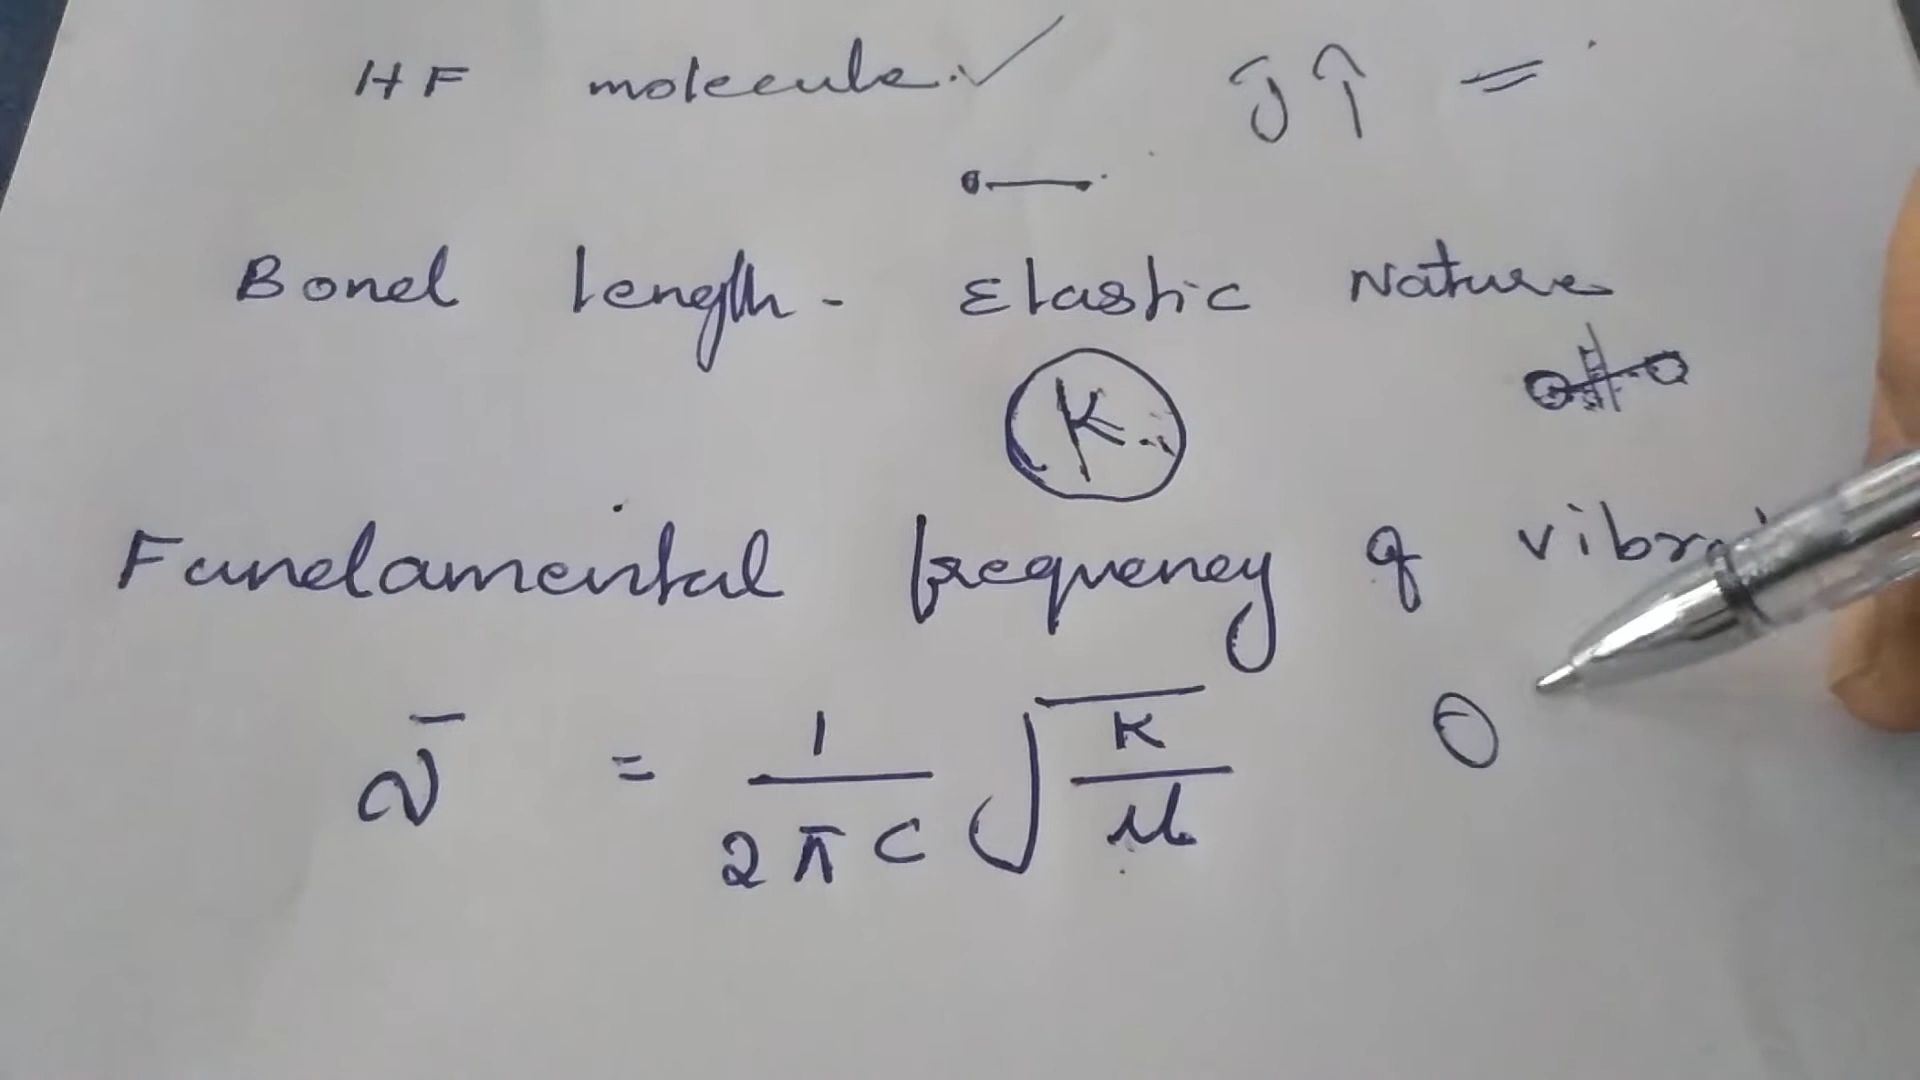 HF molecule. ✓ J ↑ =
Bond length - Elastic Nature
K
Fundamental frequency of
ν̄ = 1 / 2πc √ K / μ